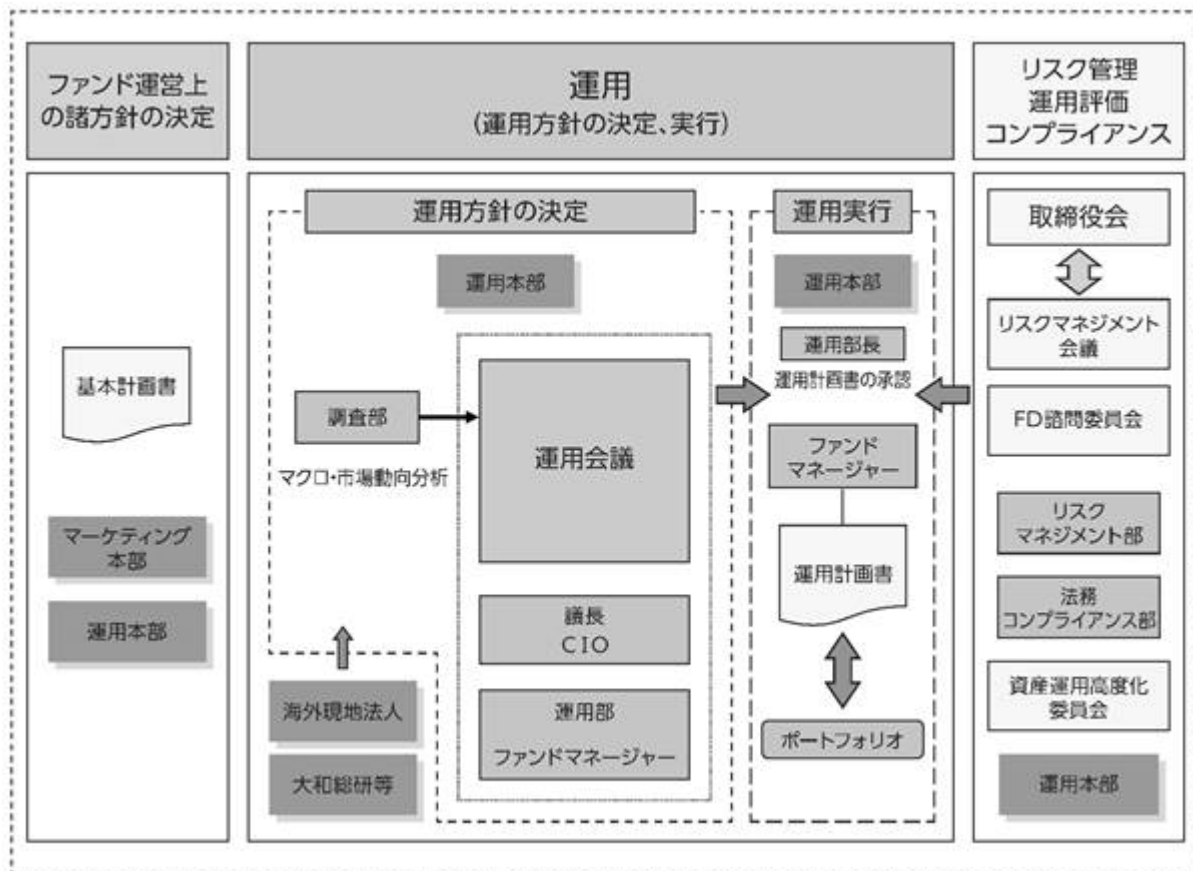 ファンド運営上
の諸方針の決定
運用
(運用方針の決定、実行)
リスク管理
運用評価
コンプライアンス
基本計画書
マーケティング
本部
運用本部
運用方針の決定
運用本部
調査部
マクロ・市場動向分析
運用会議
議長
CIO
運用部
ファンドマネージャー
海外現地法人
大和総研等
運用実行
運用本部
運用部長
運用計画書の承認
ファンド
マネージャー
運用計画書
ポートフォリオ
取締役会
リスクマネジメント
会議
FD諮問委員会
リスク
マネジメント部
法務
コンプライアンス部
資産運用高度化
委員会
運用本部